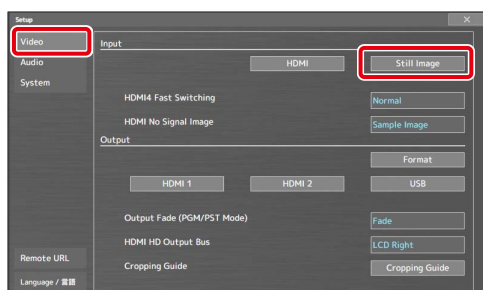 Setup
Video
Audio
System
Remote URL
Language / 言語
Input
HDMI Still Image
HDMI4 Fast Switching Normal
HDMI No Signal Image Sample Image
Output
Format
HDMI 1 HDMI 2 USB
Output Fade (PGM/PST Mode) Fade
HDMI HD Output Bus LCD Right
Cropping Guide Cropping Guide